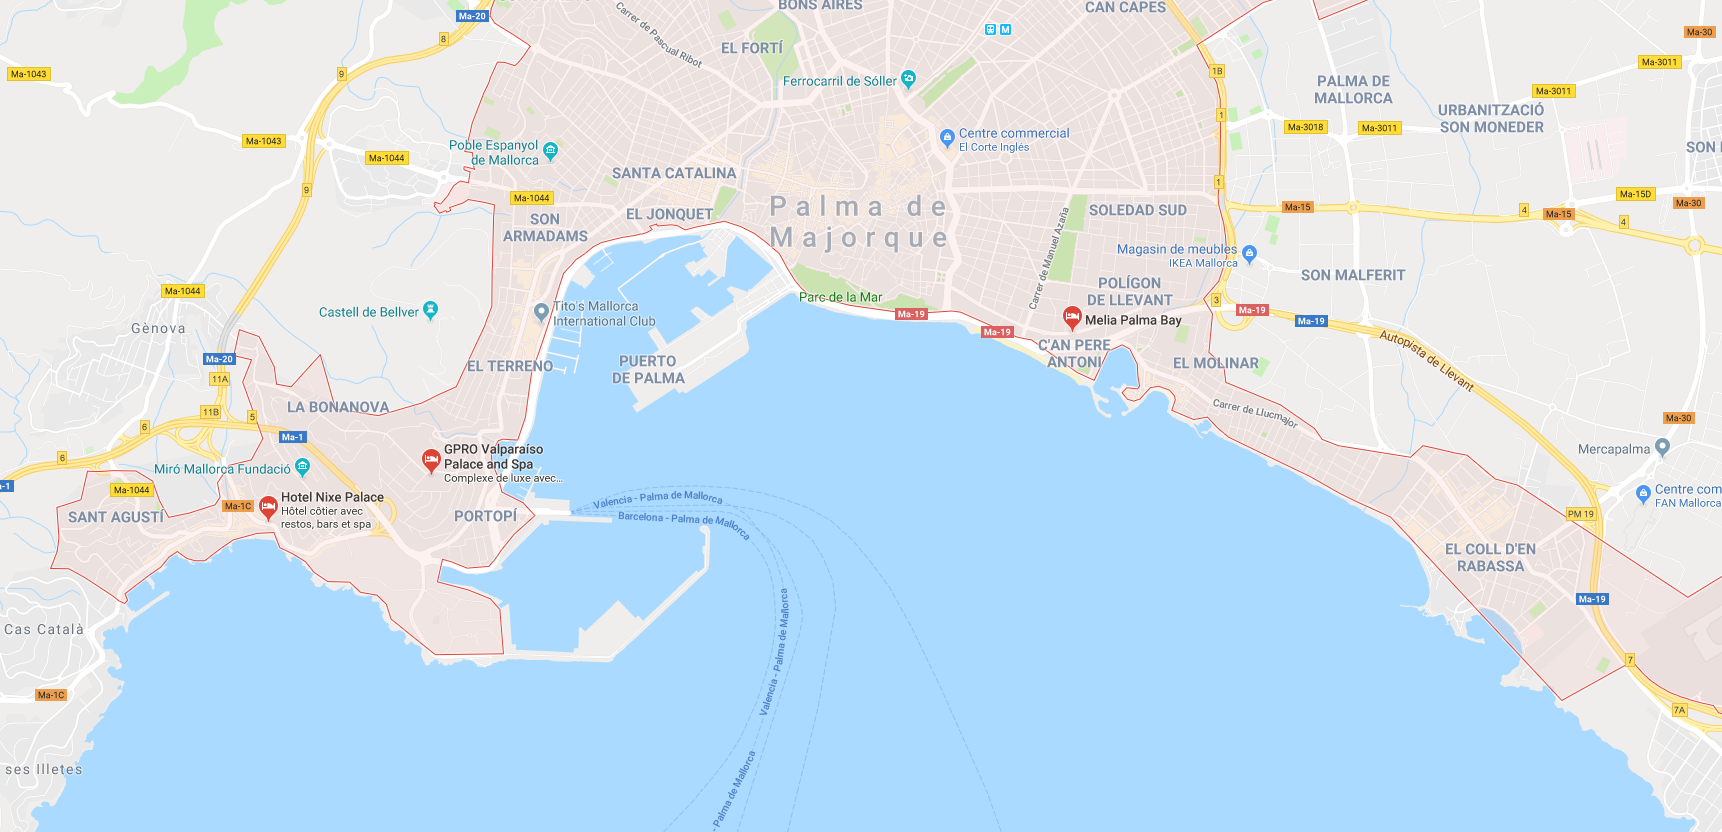 BONS AIRES
CAN CAPES
Ma-20
Carrer de Pascual Ribot
8
EL FORTÍ
Ma-30
Ma-3011
9
Ma-1043
1B
Ferrocarril de Sóller
PALMA DE
MALLORCA
Ma-3011
URBANITZACIÓ
SON MONEDER
1
Ma-3018
Ma-3011
Centre commercial
El Corte Inglés
Ma-1043
Poble Espanyol
de Mallorca
Ma-1044
SON
SANTA CATALINA
1
9
Ma-1044
Ma-15D
Ma-30
Palma de
Majorque
SOLEDAD SUD
Ma-15
4
Ma-15
4
EL JONQUET
SON
ARMADAMS
Carrer de Manuel Azaña
Magasin de meubles
IKEA Mallorca
SON MALFERIT
POLÍGON
DE LLEVANT
Ma-1044
Parc de la Mar
3
Ma-19
Ma-19
Castell de Bellver
Tito's Mallorca
International Club
Ma-19
Melia Palma Bay
Ma-19
Gènova
C'AN PERE
ANTONI
EL MOLINAR
Autopista de Llevant
Ma-20
EL TERRENO
PUERTO
DE PALMA
11A
LA BONANOVA
11B
5
6
Carrer de Llucmajor
Ma-30
Ma-1
6
GPRO Valparaíso
Palace and Spa
Complexe de luxe avec...
Mercapalma
Miró Mallorca Fundació
a-1
Ma-1044
Hotel Nixe Palace
Hôtel côtier avec
restos, bars et spa
Ma-1C
Centre com
FAN Mallorca
Valencia - Palma de Mallorca
Barcelona - Palma de Mallorca
SANT AGUSTÍ
PORTOPÍ
PM 19
EL COLL D'EN
RABASSA
Ma-19
Cas Català
Valencia - Palma de Mallorca
7
Ma-1C
7A
ses Illetes
- Palma de Mallorca